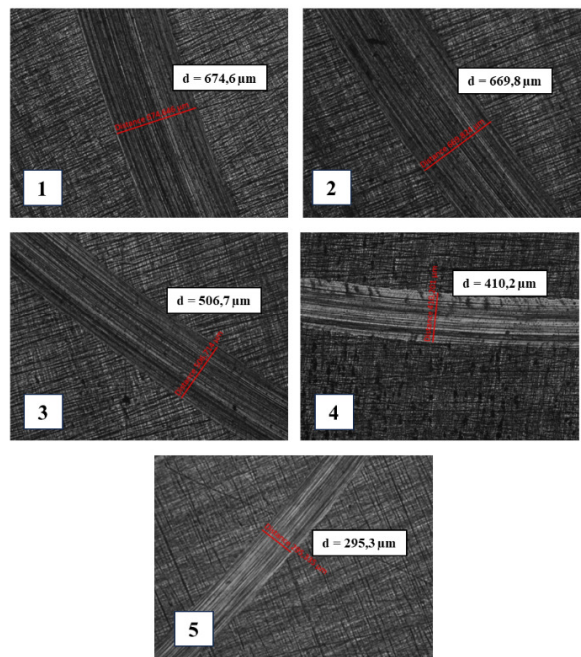 d = 674,6 µm
1
d = 669,8 µm
2
d = 506,7 µm
3
d = 410,2 µm
4
d = 295,3 µm
5